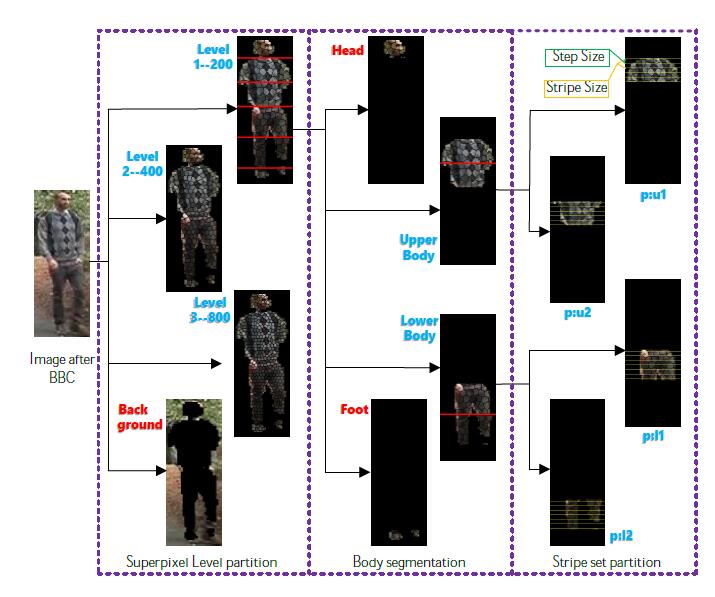 Level
1--200
Head
Step Size
Stripe Size
Level
2--400
p:u1
Upper
Body
Level
3--800
p:u2
Lower
Body
Image after
BBC
Back
ground
Foot
p:l1
p:l2
Superpixel Level partition
Body segmentation
Stripe set partition